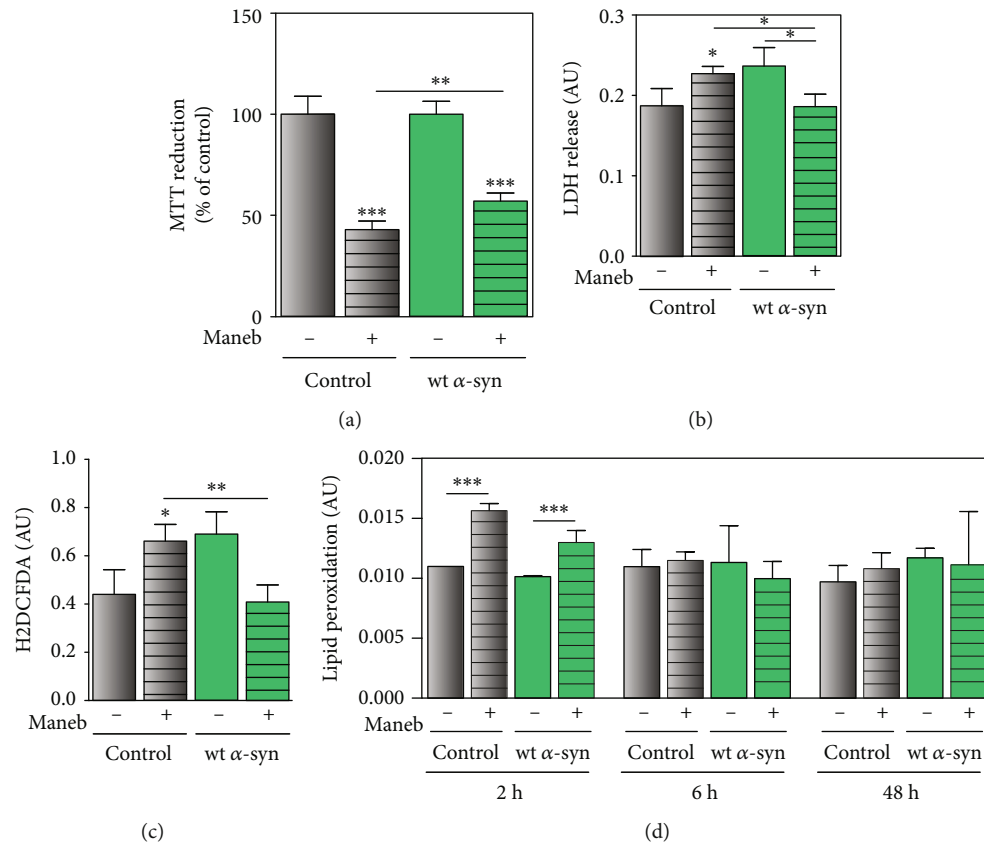 150
100
50
0
MTT reduction
(% of control)
**
***
***
Maneb – + – +
Control wt α-syn
(a)
0.3
0.2
0.1
0.0
LDH release (AU)
*
*
*
Maneb – + – +
Control wt α-syn
(b)
1.0
0.8
0.6
0.4
0.2
0.0
H2DCFDA (AU)
**
*
Maneb – + – +
Control wt α-syn
(c)
0.020
0.015
0.010
0.005
0.000
Lipid peroxidation (AU)
***
***
Maneb – + – + – + – + – + – +
Control wt α-syn Control wt α-syn Control wt α-syn
2 h 6 h 48 h
(d)